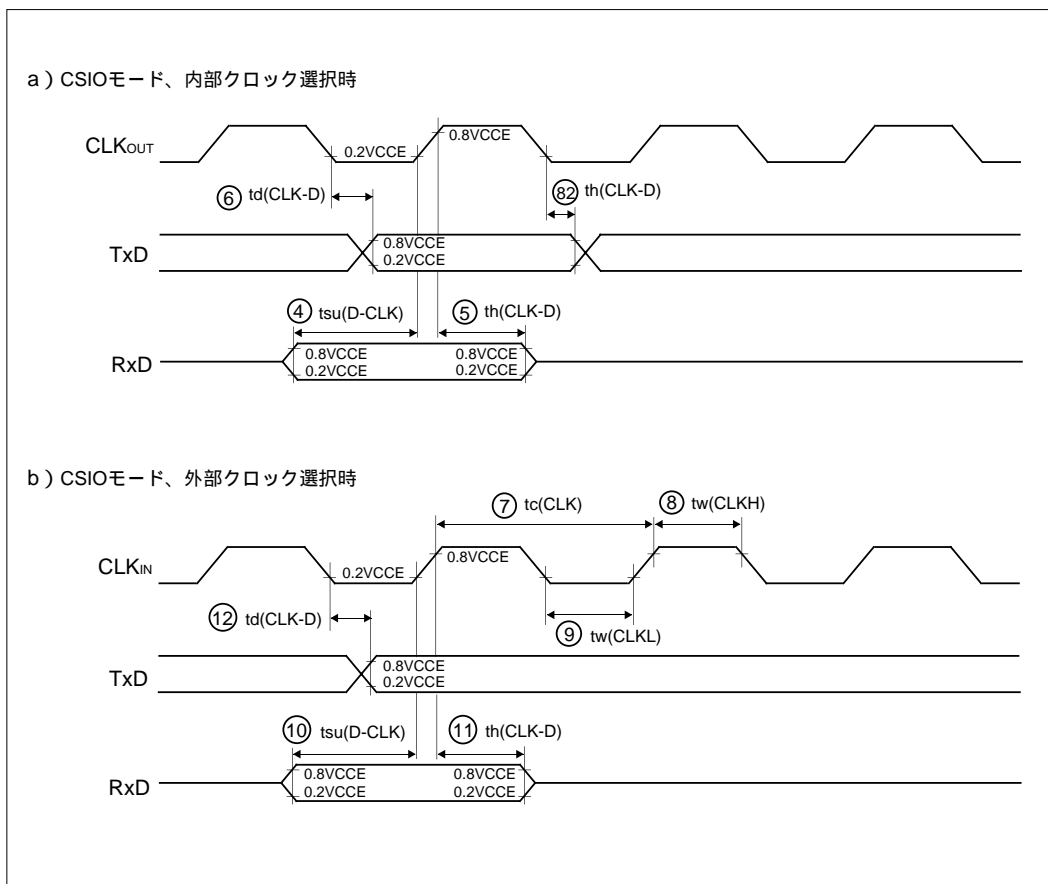 a）CSIOモード、内部クロック選択時
CLKOUT
0.8VCCE
0.2VCCE
⑥ td(CLK-D)
82 th(CLK-D)
TxD
0.8VCCE
0.2VCCE
④ tsu(D-CLK)
⑤ th(CLK-D)
RxD
0.8VCCE 0.8VCCE
0.2VCCE 0.2VCCE
b）CSIOモード、外部クロック選択時
⑦ tc(CLK)
⑧ tw(CLKH)
CLKIN
0.8VCCE
0.2VCCE
⑫ td(CLK-D)
⑨ tw(CLKL)
TxD
0.8VCCE
0.2VCCE
⑩ tsu(D-CLK)
⑪ th(CLK-D)
RxD
0.8VCCE 0.8VCCE
0.2VCCE 0.2VCCE